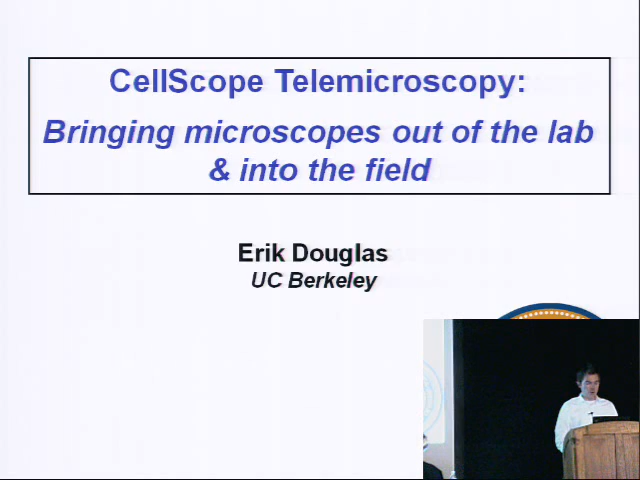 CellScope Telemicroscopy:
Bringing microscopes out of the lab
& into the field
Erik Douglas
UC Berkeley